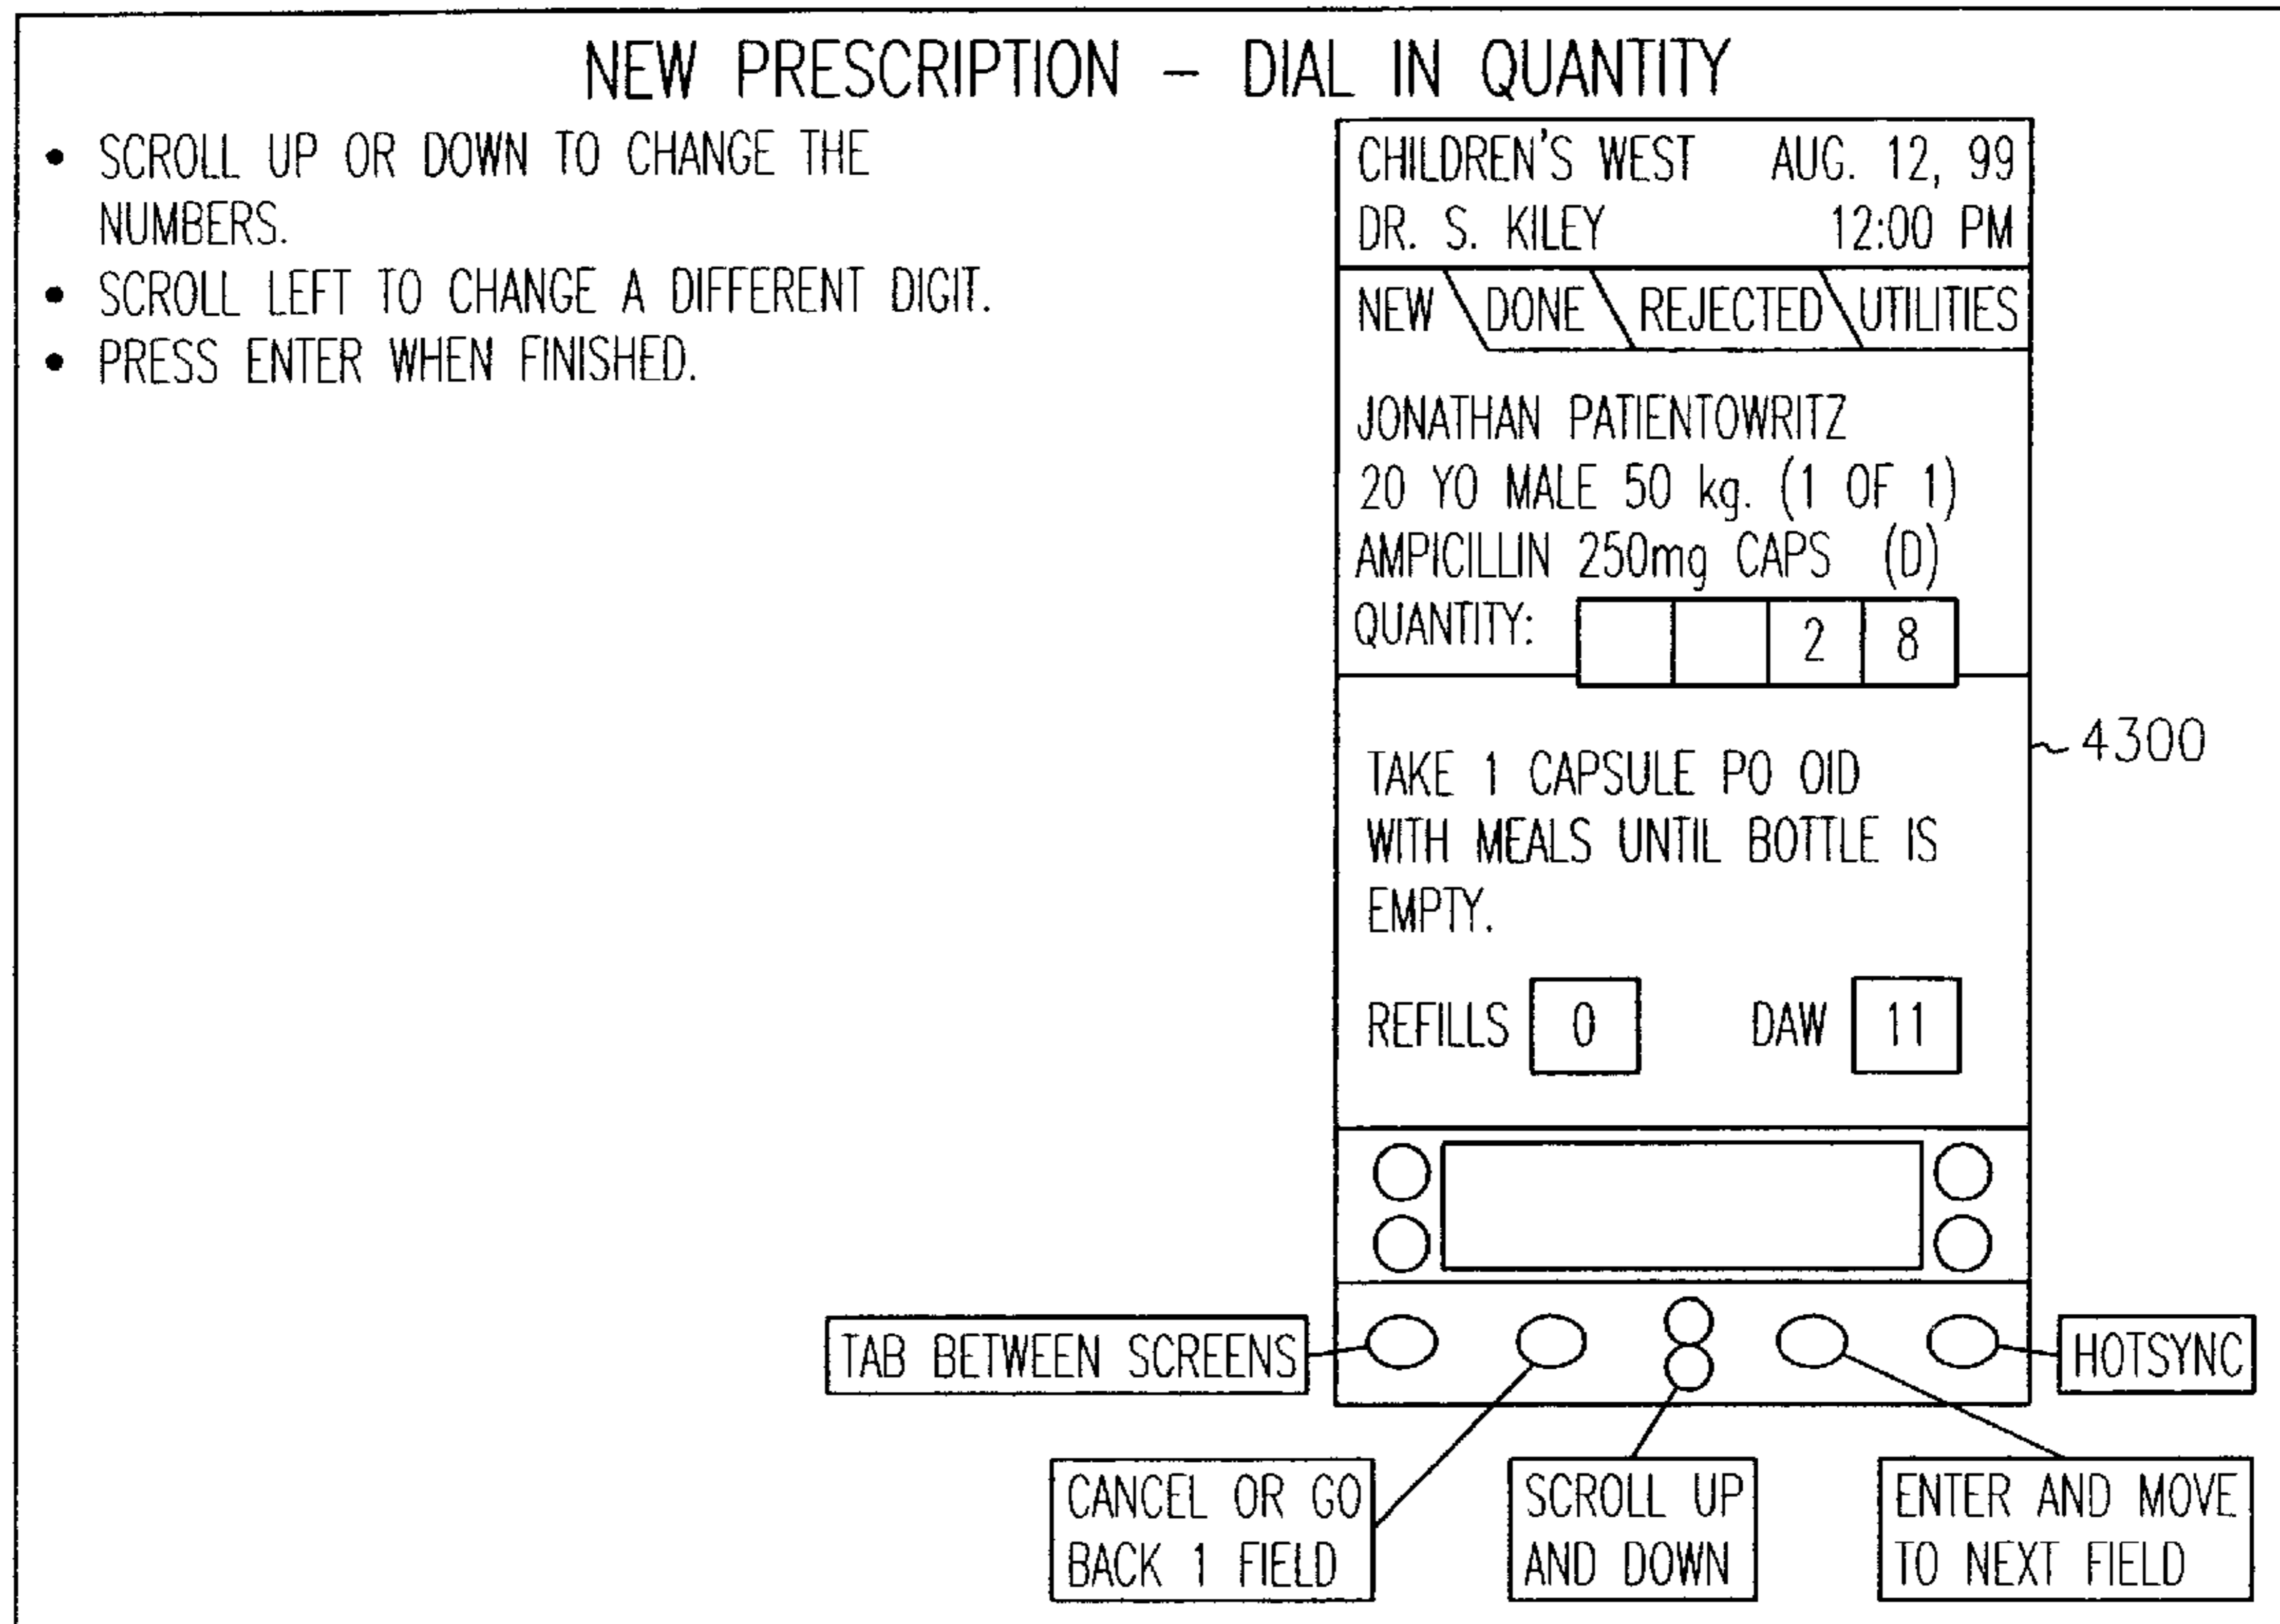 NEW PRESCRIPTION – DIAL IN QUANTITY
• SCROLL UP OR DOWN TO CHANGE THE
NUMBERS.
• SCROLL LEFT TO CHANGE A DIFFERENT DIGIT.
• PRESS ENTER WHEN FINISHED.
CHILDREN'S WEST AUG. 12, 99
DR. S. KILEY 12:00 PM
NEW DONE REJECTED UTILITIES
JONATHAN PATIENTOWRITZ
20 YO MALE 50 kg. (1 OF 1)
AMPICILLIN 250mg CAPS (D)
QUANTITY: 2 8
4300
TAKE 1 CAPSULE PO OID
WITH MEALS UNTIL BOTTLE IS
EMPTY.
REFILLS 0 DAW 11
TAB BETWEEN SCREENS
HOTSYNC
CANCEL OR GO
BACK 1 FIELD
SCROLL UP
AND DOWN
ENTER AND MOVE
TO NEXT FIELD